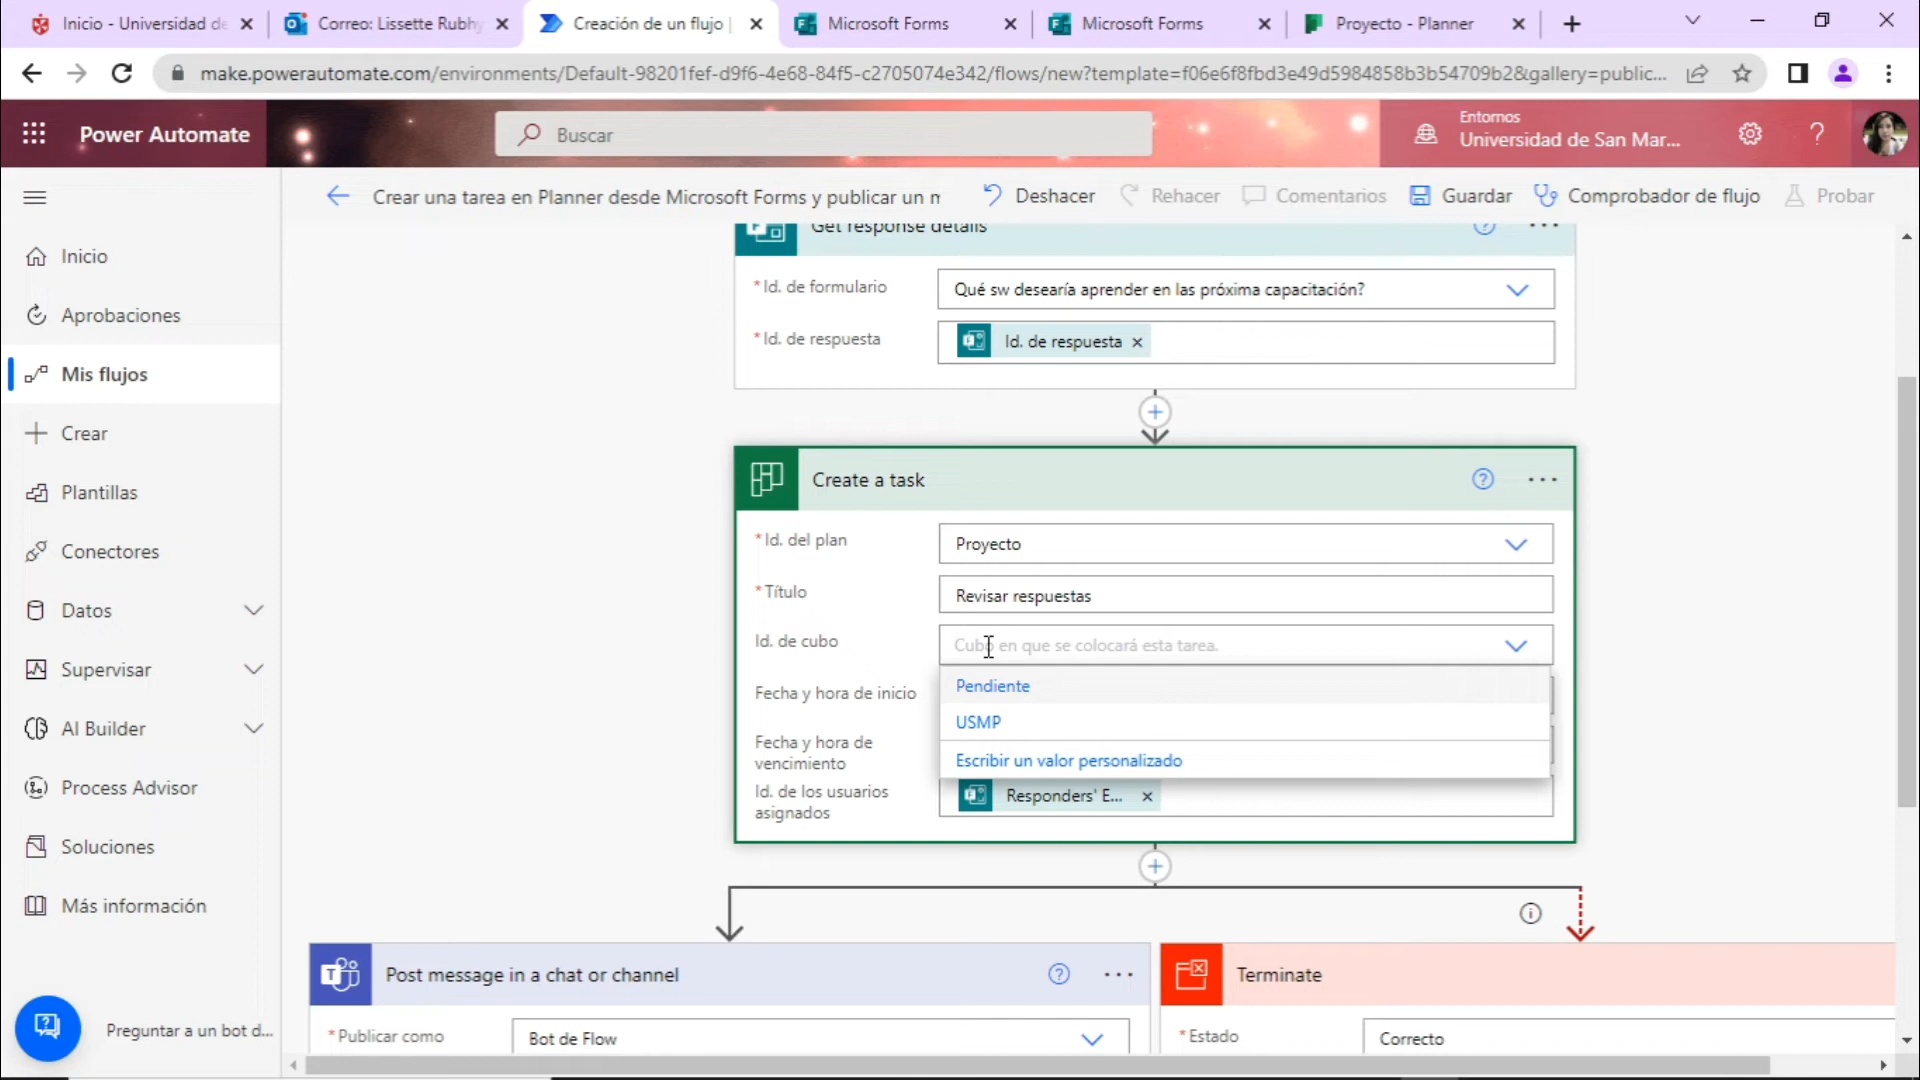 Inicio - Universidad de
Correo: Lissette Rubhy
Creación de un flujo |
Microsoft Forms
Microsoft Forms
Proyecto - Planner
make.powerautomate.com/environments/Default-98201fef-d9f6-4e68-84f5-c2705074e342/flows/new?template=f06e6f8fbd3e49d5984858b3b54709b2&gallery=public...
Power Automate
Buscar
Entornos
Universidad de San Mar...
Crear una tarea en Planner desde Microsoft Forms y publicar un m
Deshacer
Rehacer
Comentarios
Guardar
Comprobador de flujo
Probar
Inicio
Aprobaciones
Mis flujos
Crear
Plantillas
Conectores
Datos
Supervisar
AI Builder
Process Advisor
Soluciones
Más información
Preguntar a un bot d...
Get response details
* Id. de formulario
Qué sw desearía aprender en las próxima capacitación?
* Id. de respuesta
Id. de respuesta
Create a task
* Id. del plan
Proyecto
* Título
Revisar respuestas
Id. de cubo
Cubo en que se colocará esta tarea.
Pendiente
USMP
Escribir un valor personalizado
Fecha y hora de inicio
Fecha y hora de
vencimiento
Id. de los usuarios
asignados
Responders' E...
Post message in a chat or channel
* Publicar como
Bot de Flow
Terminate
* Estado
Correcto